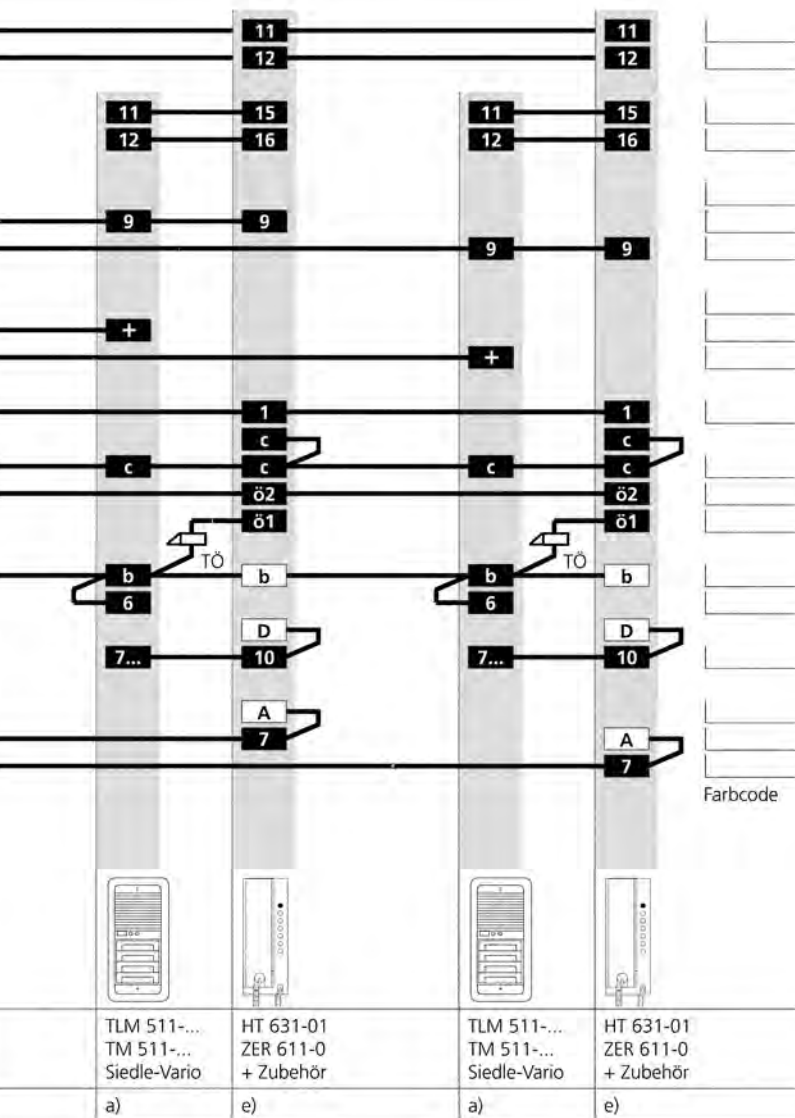 11 11
12 12
11 15 11 15
12 16 12 16
9 9
9 9
+
+
1 1
c c
c c c c
ö2 ö2
ö1 ö1
TÖ TÖ
b b b b
6 6
D D
7... 10 7... 10
A
7 A
7
Farbcode
TLM 511-... HT 631-01 TLM 511-... HT 631-01
TM 511-... ZER 611-0 TM 511-... ZER 611-0
Siedle-Vario + Zubehör Siedle-Vario + Zubehör
a) e) a) e)